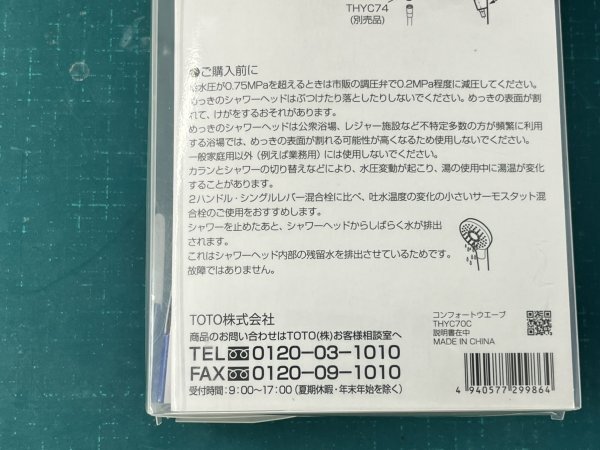 THYC74
(別売品)
ご購入前に
水圧が0.75MPaを超えるときは市販の調圧弁で0.2MPa程度に減圧してください。
めっきのシャワーヘッドはぶつけたり落としたりしないでください。めっきの表面が割
れて、けがをするおそれがあります。
めっきのシャワーヘッドは公衆浴場、レジャー施設など不特定多数の方が頻繁に利用
する浴場では、めっきの表面が割れる可能性が高くなるため使用しないでください。
一般家庭用以外(例えば業務用)には使用しないでください。
カランとシャワーの切り替えなどにより、水圧変動が起こり、湯の使用中に湯温が変化
することがあります。
2ハンドル・シングルレバー混合栓に比べ、吐水温度の変化の小さいサーモスタット混
合栓のご使用をおすすめします。
シャワーを止めたあと、シャワーヘッドからしばらく水が排出
されます。
これはシャワーヘッド内部の残留水を排出させているためです。
故障ではありません。
TOTO株式会社
商品のお問い合わせはTOTO(株)お客様相談室へ
TEL 0120-03-1010
FAX 0120-09-1010
受付時間:9:00〜17:00(夏期休暇・年末年始を除く)
コンフォートウエーブ
THYC70C
説明書在中
MADE IN CHINA
4 940577 299864